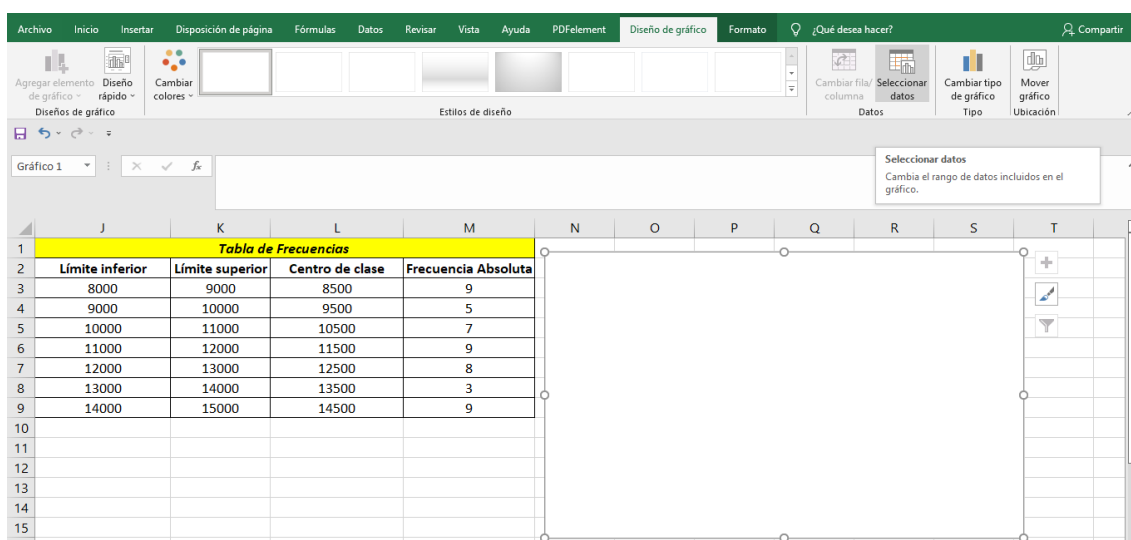 Archivo Inicio Insertar Disposición de página Fórmulas Datos Revisar Vista Ayuda PDFelement Diseño de gráfico Formato ¿Qué desea hacer? Compartir
Agregar elemento de gráfico
Diseño rápido
Cambiar colores
Cambiar fila/columna
Seleccionar datos
Cambiar tipo de gráfico
Mover gráfico
Diseños de gráfico Estilos de diseño Datos Tipo Ubicación
Gráfico 1 fx
Seleccionar datos
Cambia el rango de datos incluidos en el
gráfico.
J K L M N O P Q R S T
1 Tabla de Frecuencias
2 Límite inferior Límite superior Centro de clase Frecuencia Absoluta
3 8000 9000 8500 9
4 9000 10000 9500 5
5 10000 11000 10500 7
6 11000 12000 11500 9
7 12000 13000 12500 8
8 13000 14000 13500 3
9 14000 15000 14500 9
10
11
12
13
14
15